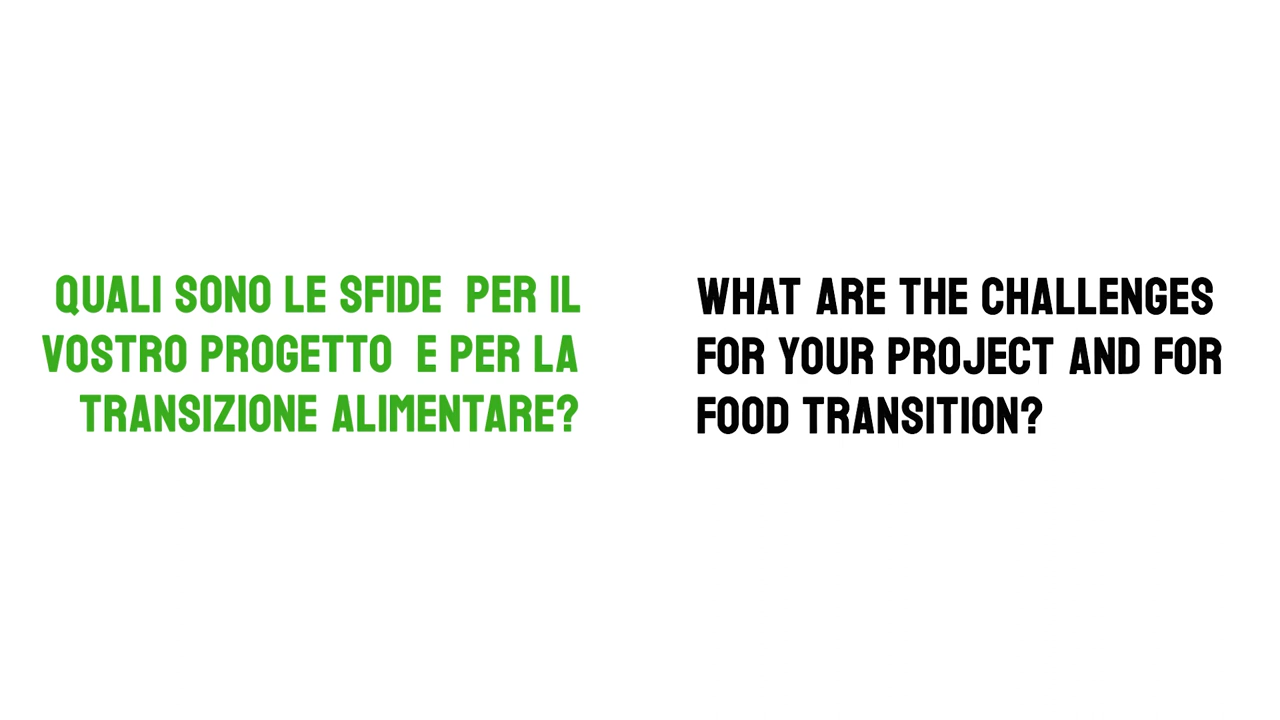 QUALI SONO LE SFIDE  PER IL
VOSTRO PROGETTO  E PER LA
TRANSIZIONE ALIMENTARE?
WHAT ARE THE CHALLENGES
FOR YOUR PROJECT AND FOR
FOOD TRANSITION?